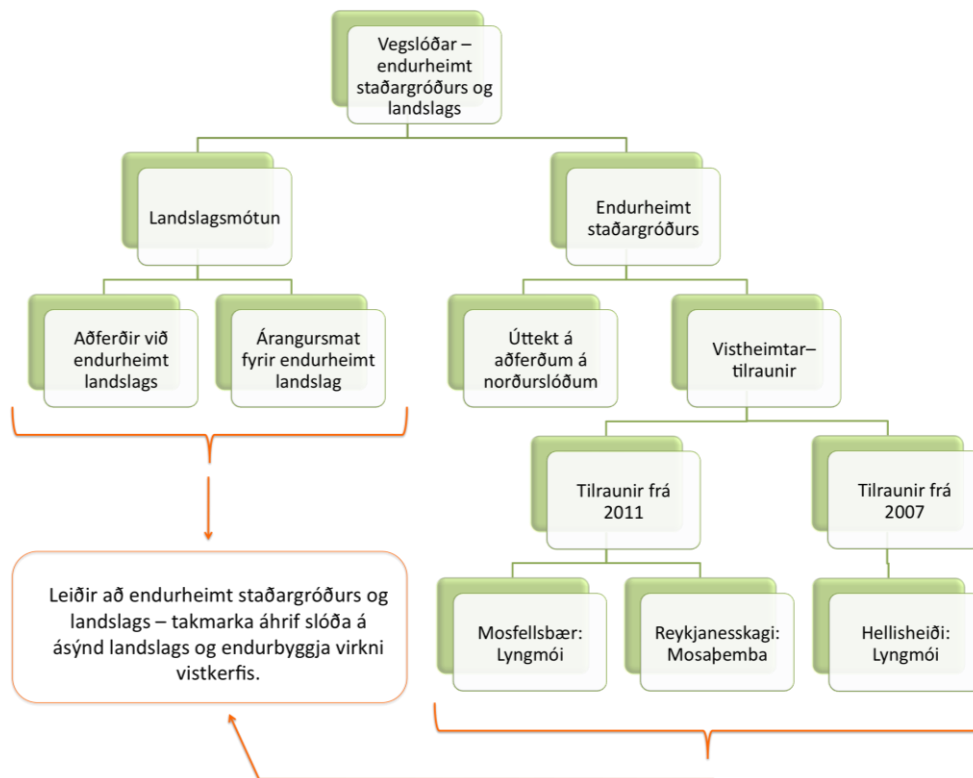 Vegslóðar –
endurheimt
staðargróðurs og
landslags
Landslagsmótun
Endurheimt
staðargróðurs
Aðferðir við
endurheimt
landslags
Árangursmat
fyrir endurheimt
landslag
Úttekt á
aðferðum á
norðurslóðum
Vistheimtar–
tilraunir
Tilraunir frá
2011
Tilraunir frá
2007
Leiðir að endurheimt staðargróðurs og
landslags – takmarka áhrif slóða á
ásýnd landslags og endurbyggja virkni
vistkerfis.
Mosfellsbær:
Lyngmói
Reykjanesskagi:
Mosaþemba
Hellisheiði:
Lyngmói